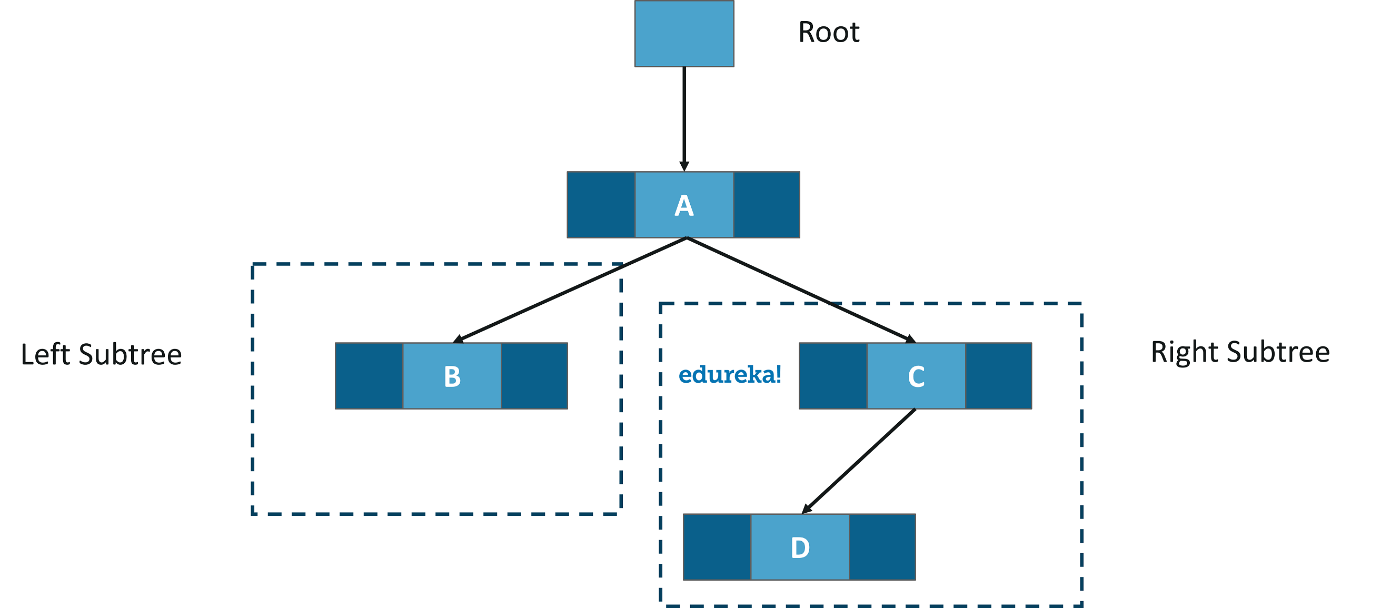 Root
A
Left Subtree
B
edureka!
C
Right Subtree
D